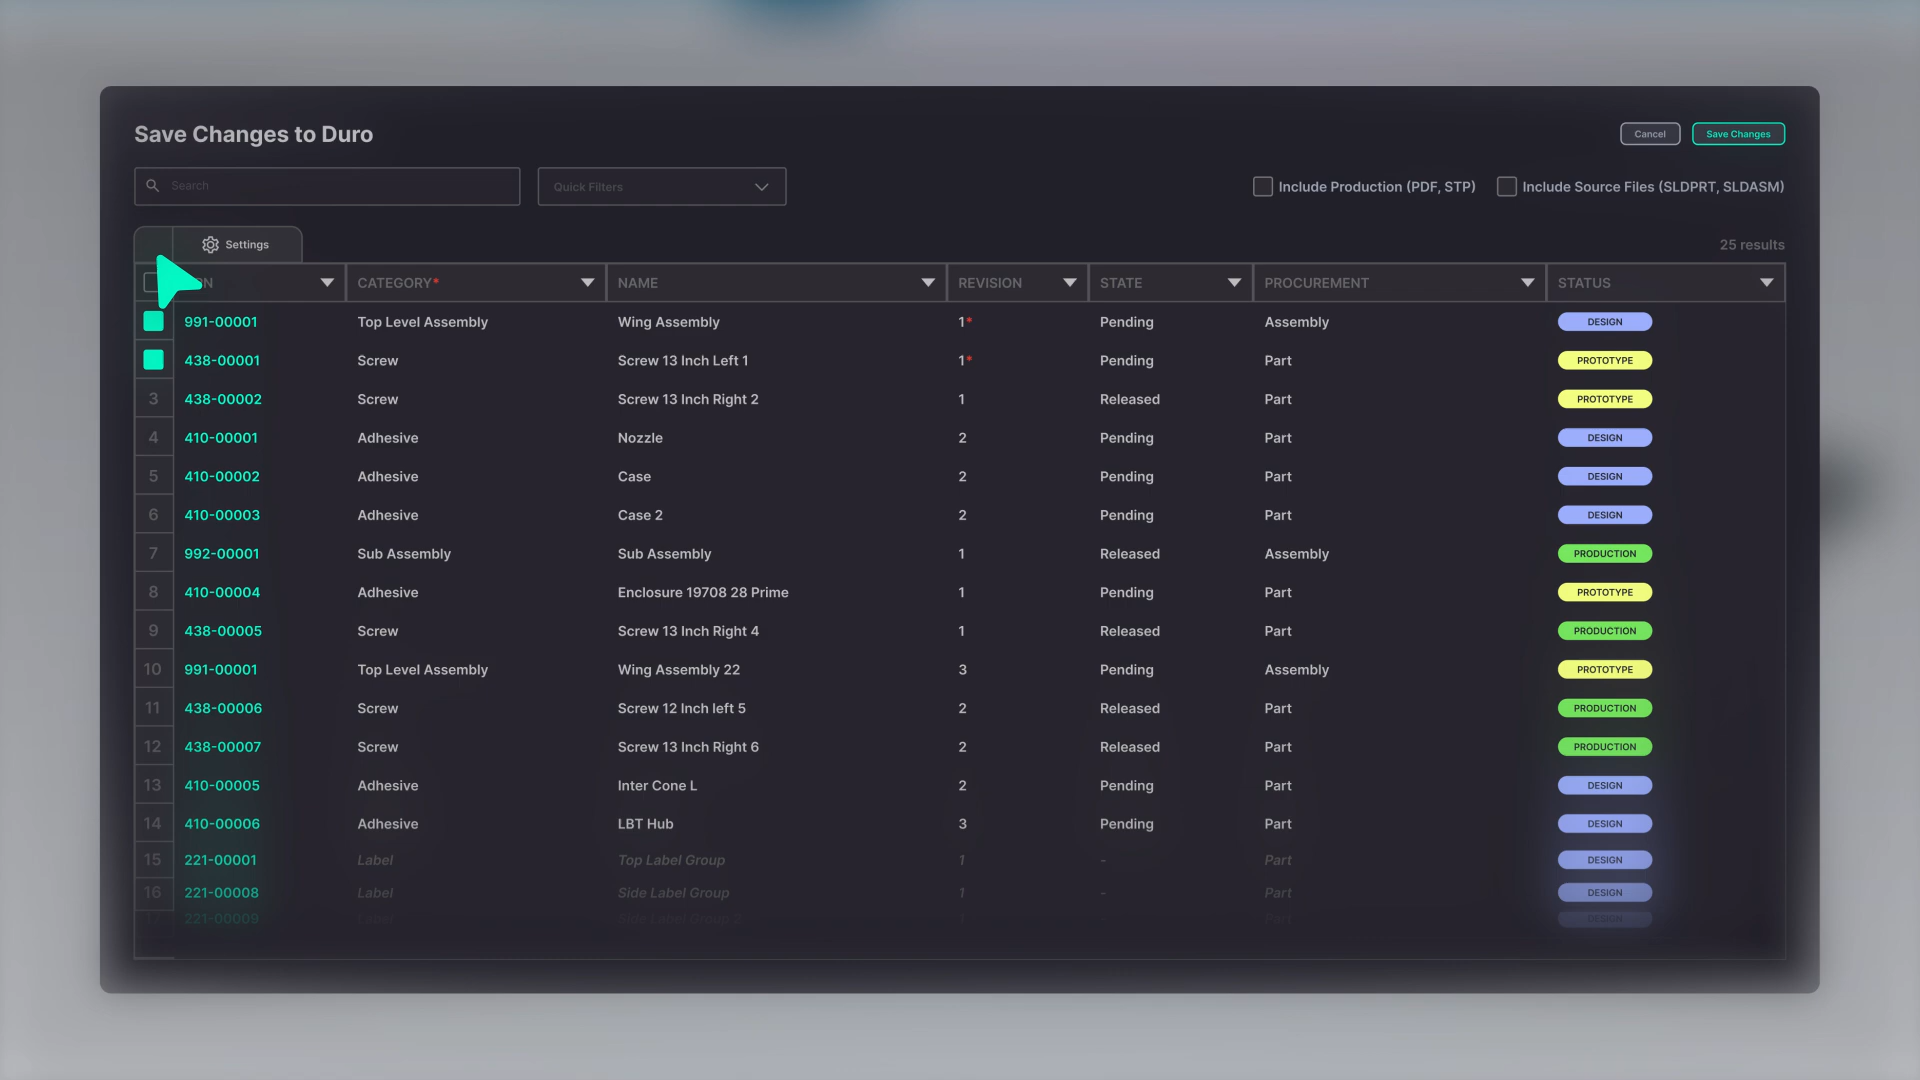 Save Changes to Duro
Cancel
Save Changes
Search
Quick Filters
Include Production (PDF, STP)
Include Source Files (SLDPRT, SLDASM)
Settings
25 results
CATEGORY* NAME REVISION STATE PROCUREMENT STATUS
991-00001 Top Level Assembly Wing Assembly 1* Pending Assembly DESIGN
438-00001 Screw Screw 13 Inch Left 1 1* Pending Part PROTOTYPE
3 438-00002 Screw Screw 13 Inch Right 2 1 Released Part PROTOTYPE
4 410-00001 Adhesive Nozzle 2 Pending Part DESIGN
5 410-00002 Adhesive Case 2 Pending Part DESIGN
6 410-00003 Adhesive Case 2 2 Pending Part DESIGN
7 992-00001 Sub Assembly Sub Assembly 1 Released Assembly PRODUCTION
8 410-00004 Adhesive Enclosure 19708 28 Prime 1 Pending Part PROTOTYPE
9 438-00005 Screw Screw 13 Inch Right 4 1 Released Part PRODUCTION
10 991-00001 Top Level Assembly Wing Assembly 22 3 Pending Assembly PROTOTYPE
11 438-00006 Screw Screw 12 Inch left 5 2 Released Part PRODUCTION
12 438-00007 Screw Screw 13 Inch Right 6 2 Released Part PRODUCTION
13 410-00005 Adhesive Inter Cone L 2 Pending Part DESIGN
14 410-00006 Adhesive LBT Hub 3 Pending Part DESIGN
15 221-00001 Label Top Label Group 1 - Part DESIGN
16 221-00008 Label Side Label Group 1 - Part DESIGN
221-00009 Label Side Label Group 2 1 Part DESIGN